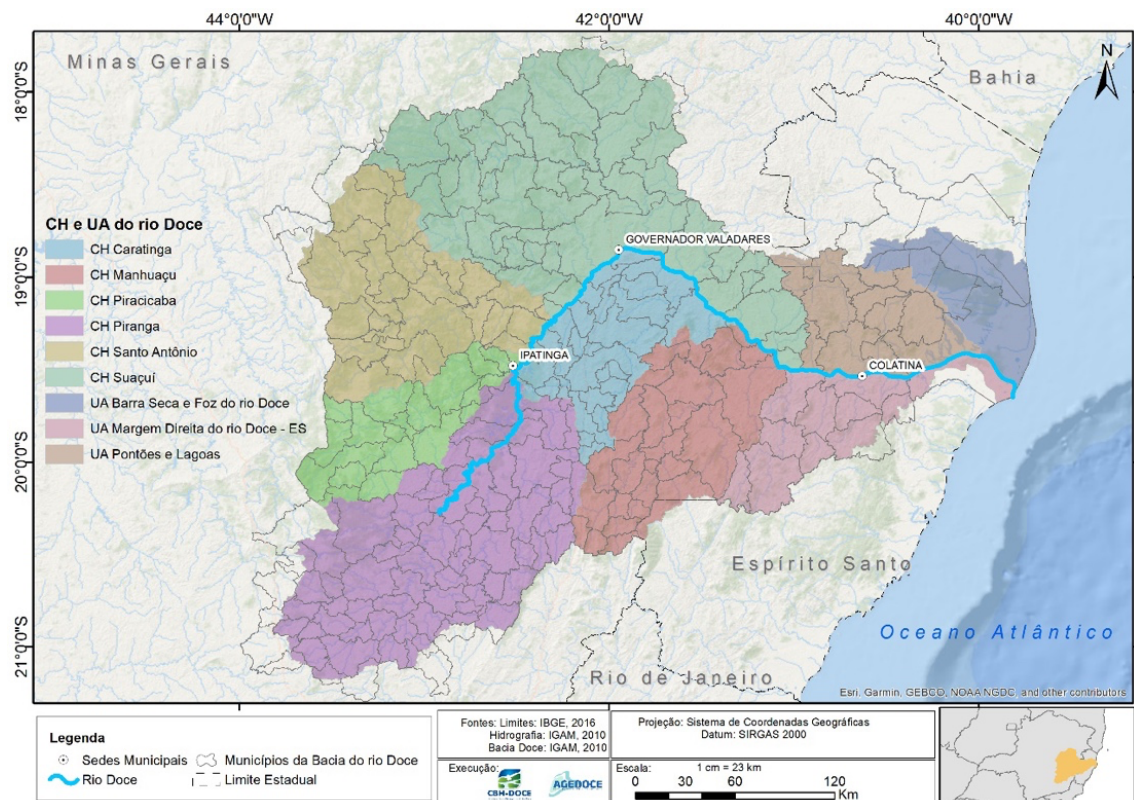 44°0'0"W
42°0'0"W
40°0'0"W
Minas Gerais
Bahia
N
18°0'0"S
19°0'0"S
20°0'0"S
21°0'0"S
CH e UA do rio Doce
CH Caratinga
CH Manhuaçu
CH Piracicaba
CH Piranga
CH Santo Antônio
CH Suaçuí
UA Barra Seca e Foz do rio Doce
UA Margem Direita do rio Doce - ES
UA Pontões e Lagoas
GOVERNADOR VALADARES
IPATINGA
COLATINA
Espírito Santo
Oceano Atlântico
Rio de Janeiro
Esri, Garmin, GEBCO, NOAA NGDC, and other contributors
Legenda
Sedes Municipais
Municípios da Bacia do rio Doce
Rio Doce
Limite Estadual
Fontes: Limites: IBGE, 2016
Hidrografia: IGAM, 2010
Bacia Doce: IGAM, 2010
Execução:
CBH-DOCE
AGEDOCE
Projeção: Sistema de Coordenadas Geográficas
Datum: SIRGAS 2000
Escala: 1 cm = 23 km
0 30 60 120
Km